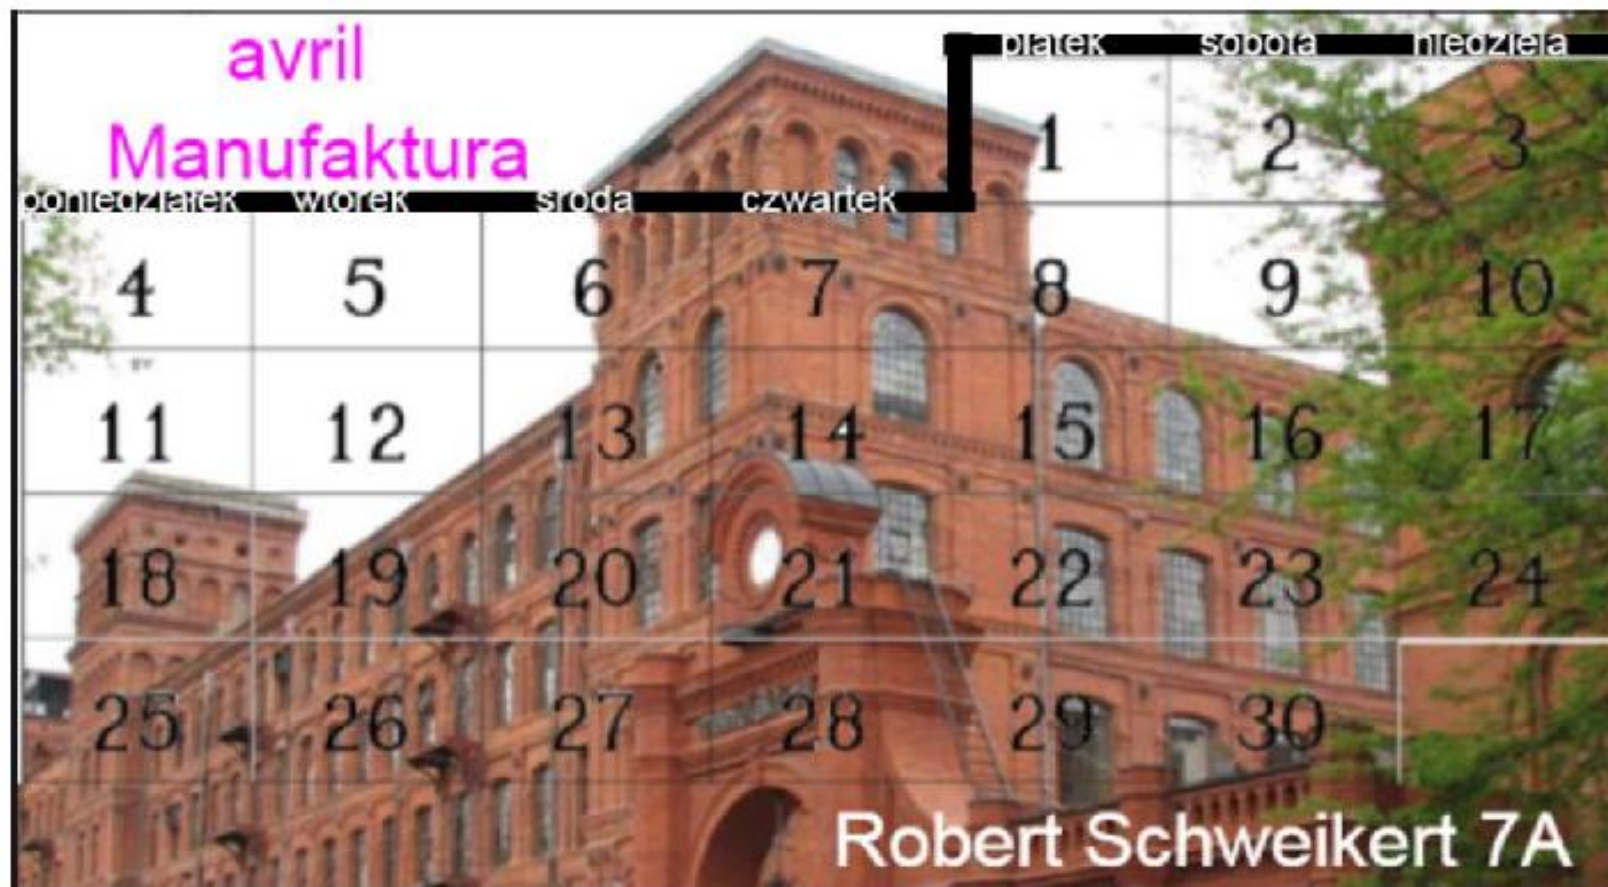 avril
piątek sobota niedziela
1 2 3
Manufaktura
poniedziałek wtorek środa czwartek
4 5 6 7 8 9 10
11 12 13 14 15 16 17
18 19 20 21 22 23 24
25 26 27 28 29 30
Robert Schweikert 7A